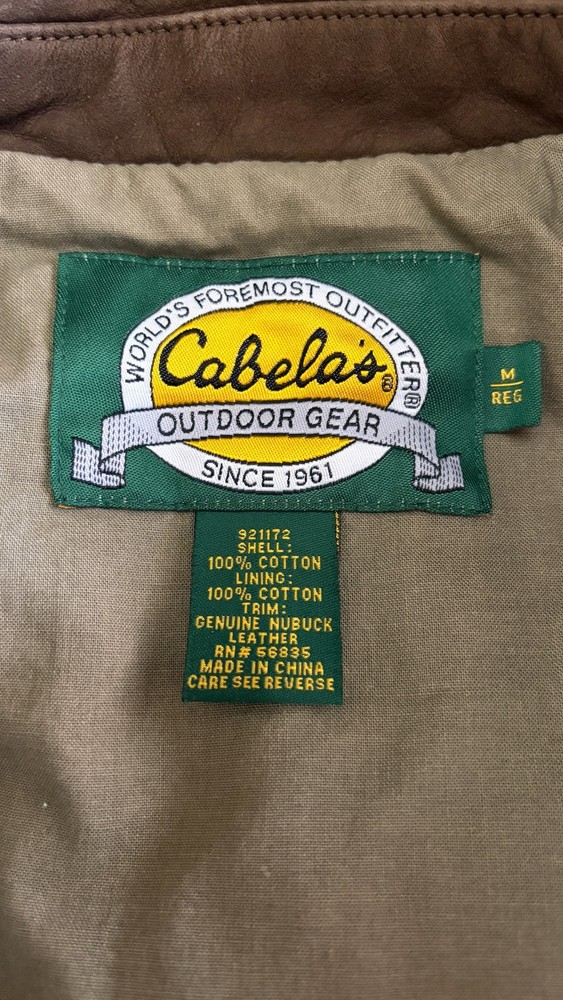 WORLD'S FOREMOST OUTFITTER®
Cabela's®
OUTDOOR GEAR
SINCE 1961
M
REG
921172
SHELL:
100% COTTON
LINING:
100% COTTON
TRIM:
GENUINE NUBUCK
LEATHER
RN# 56835
MADE IN CHINA
CARE SEE REVERSE